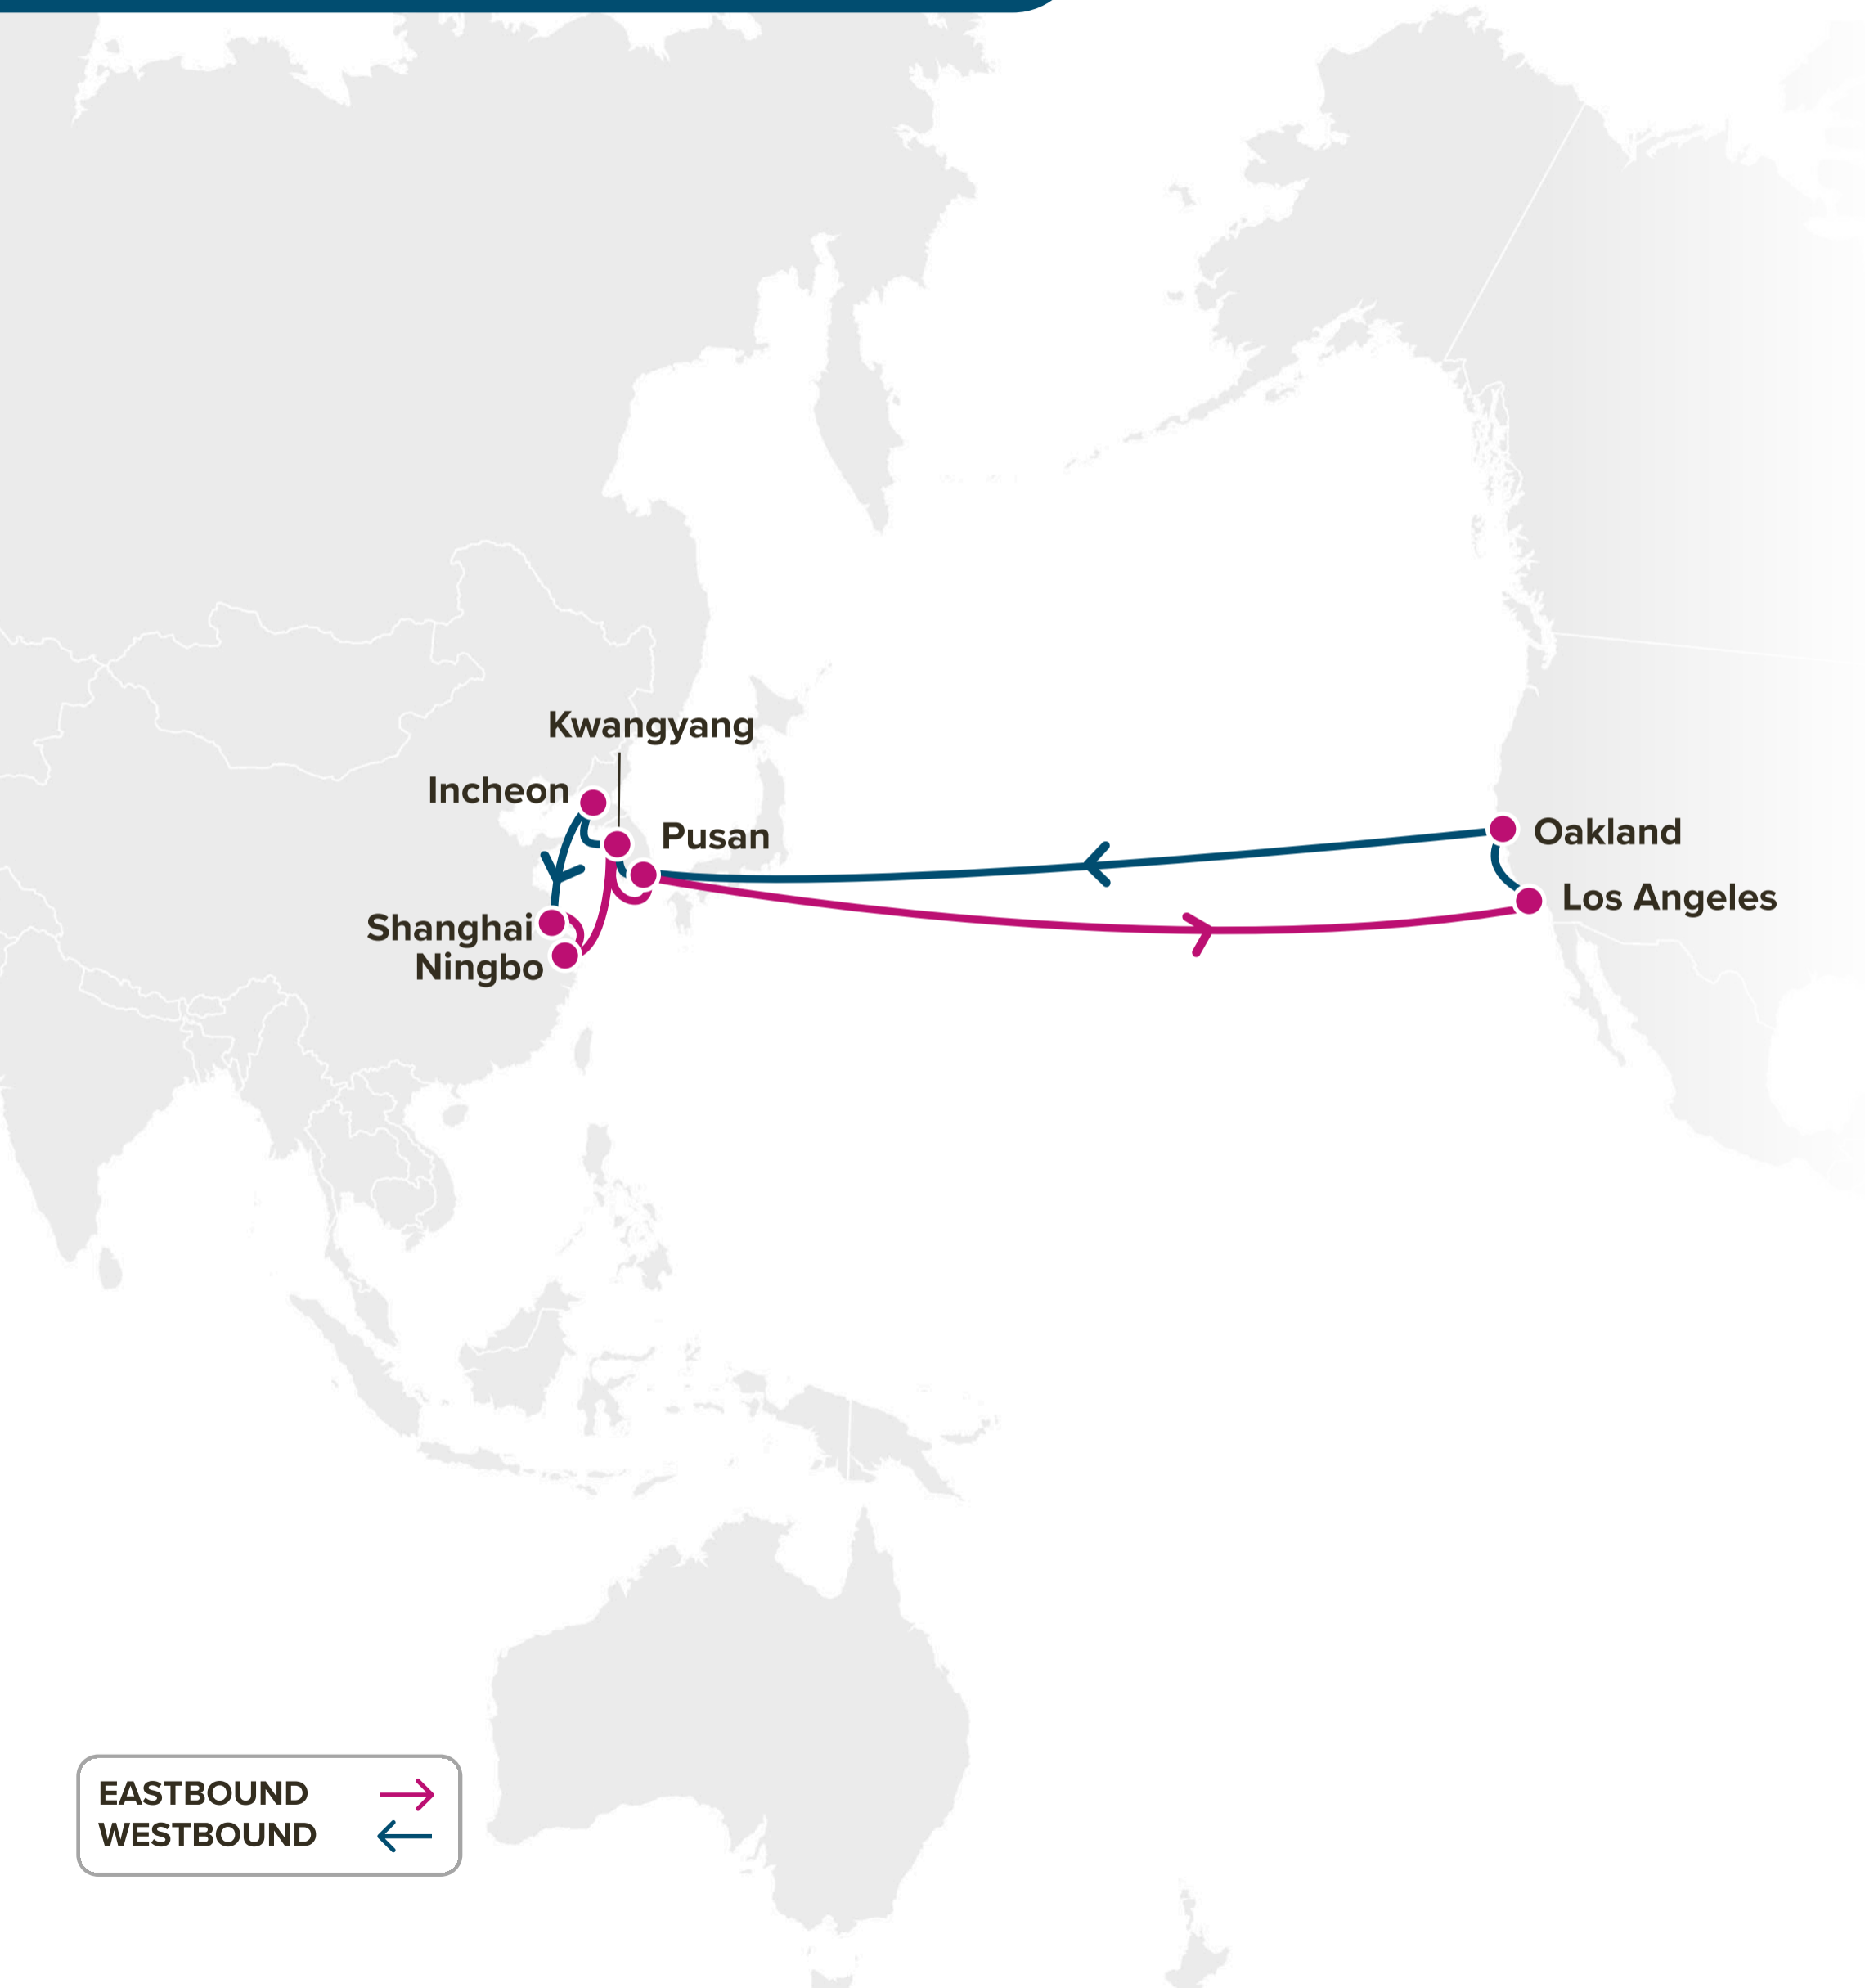 Kwangyang
Incheon
Pusan
Oakland
Los Angeles
Shanghai
Ningbo
EASTBOUND
WESTBOUND